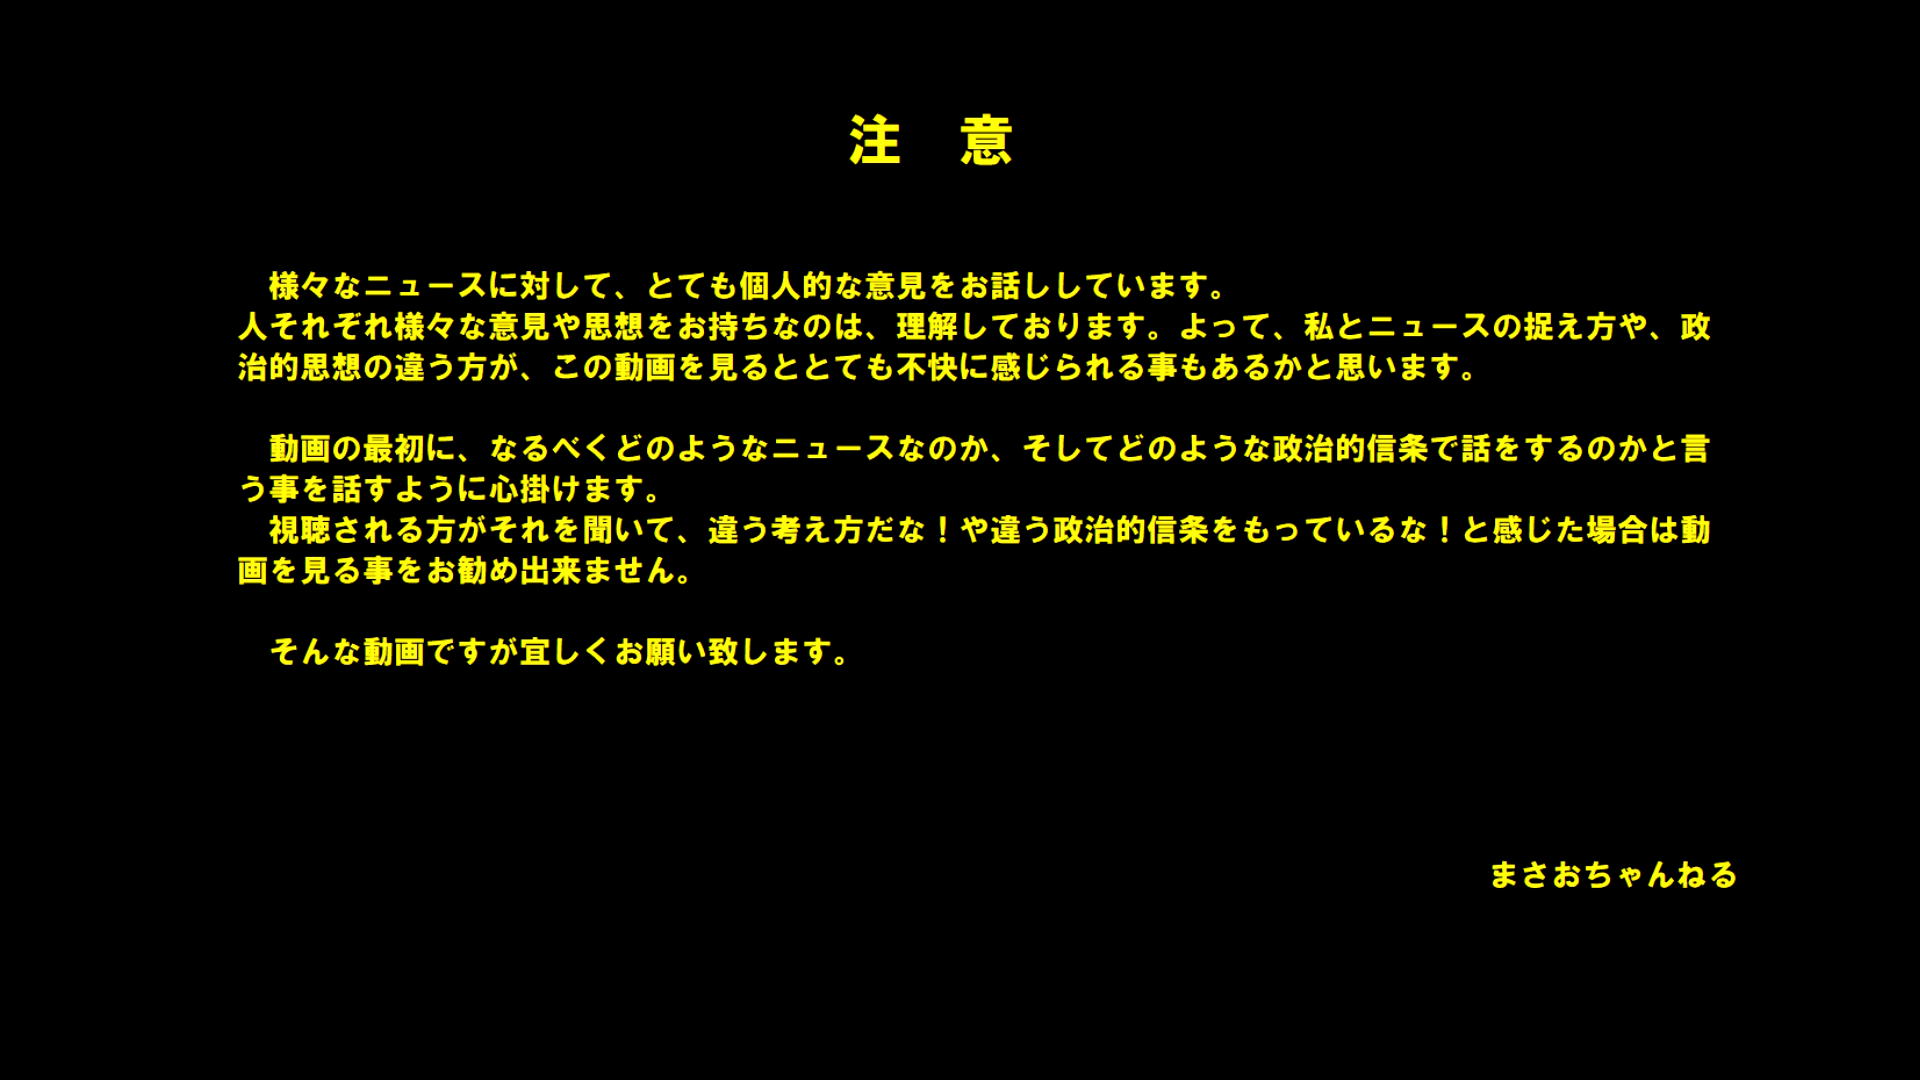 注　意
　様々なニュースに対して、とても個人的な意見をお話ししています。
人それぞれ様々な意見や思想をお持ちなのは、理解しております。よって、私とニュースの捉え方や、政
治的思想の違う方が、この動画を見るととても不快に感じられる事もあるかと思います。
　動画の最初に、なるべくどのようなニュースなのか、そしてどのような政治的信条で話をするのかと言
う事を話すように心掛けます。
　視聴される方がそれを聞いて、違う考え方だな！や違う政治的信条をもっているな！と感じた場合は動
画を見る事をお勧め出来ません。
　そんな動画ですが宜しくお願い致します。
まさおちゃんねる